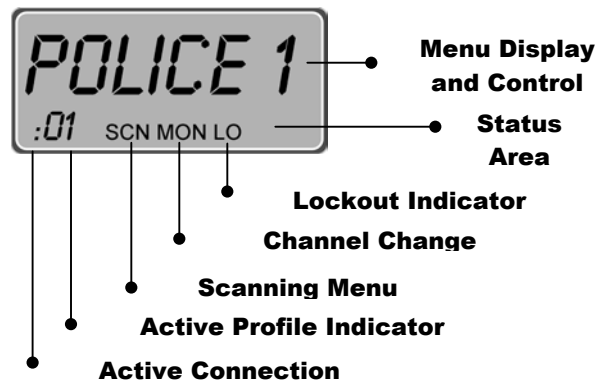 POLICE 1
:01 SCN MON LO
Menu Display
and Control
Status
Area
Lockout Indicator
Channel Change
Scanning Menu
Active Profile Indicator
Active Connection